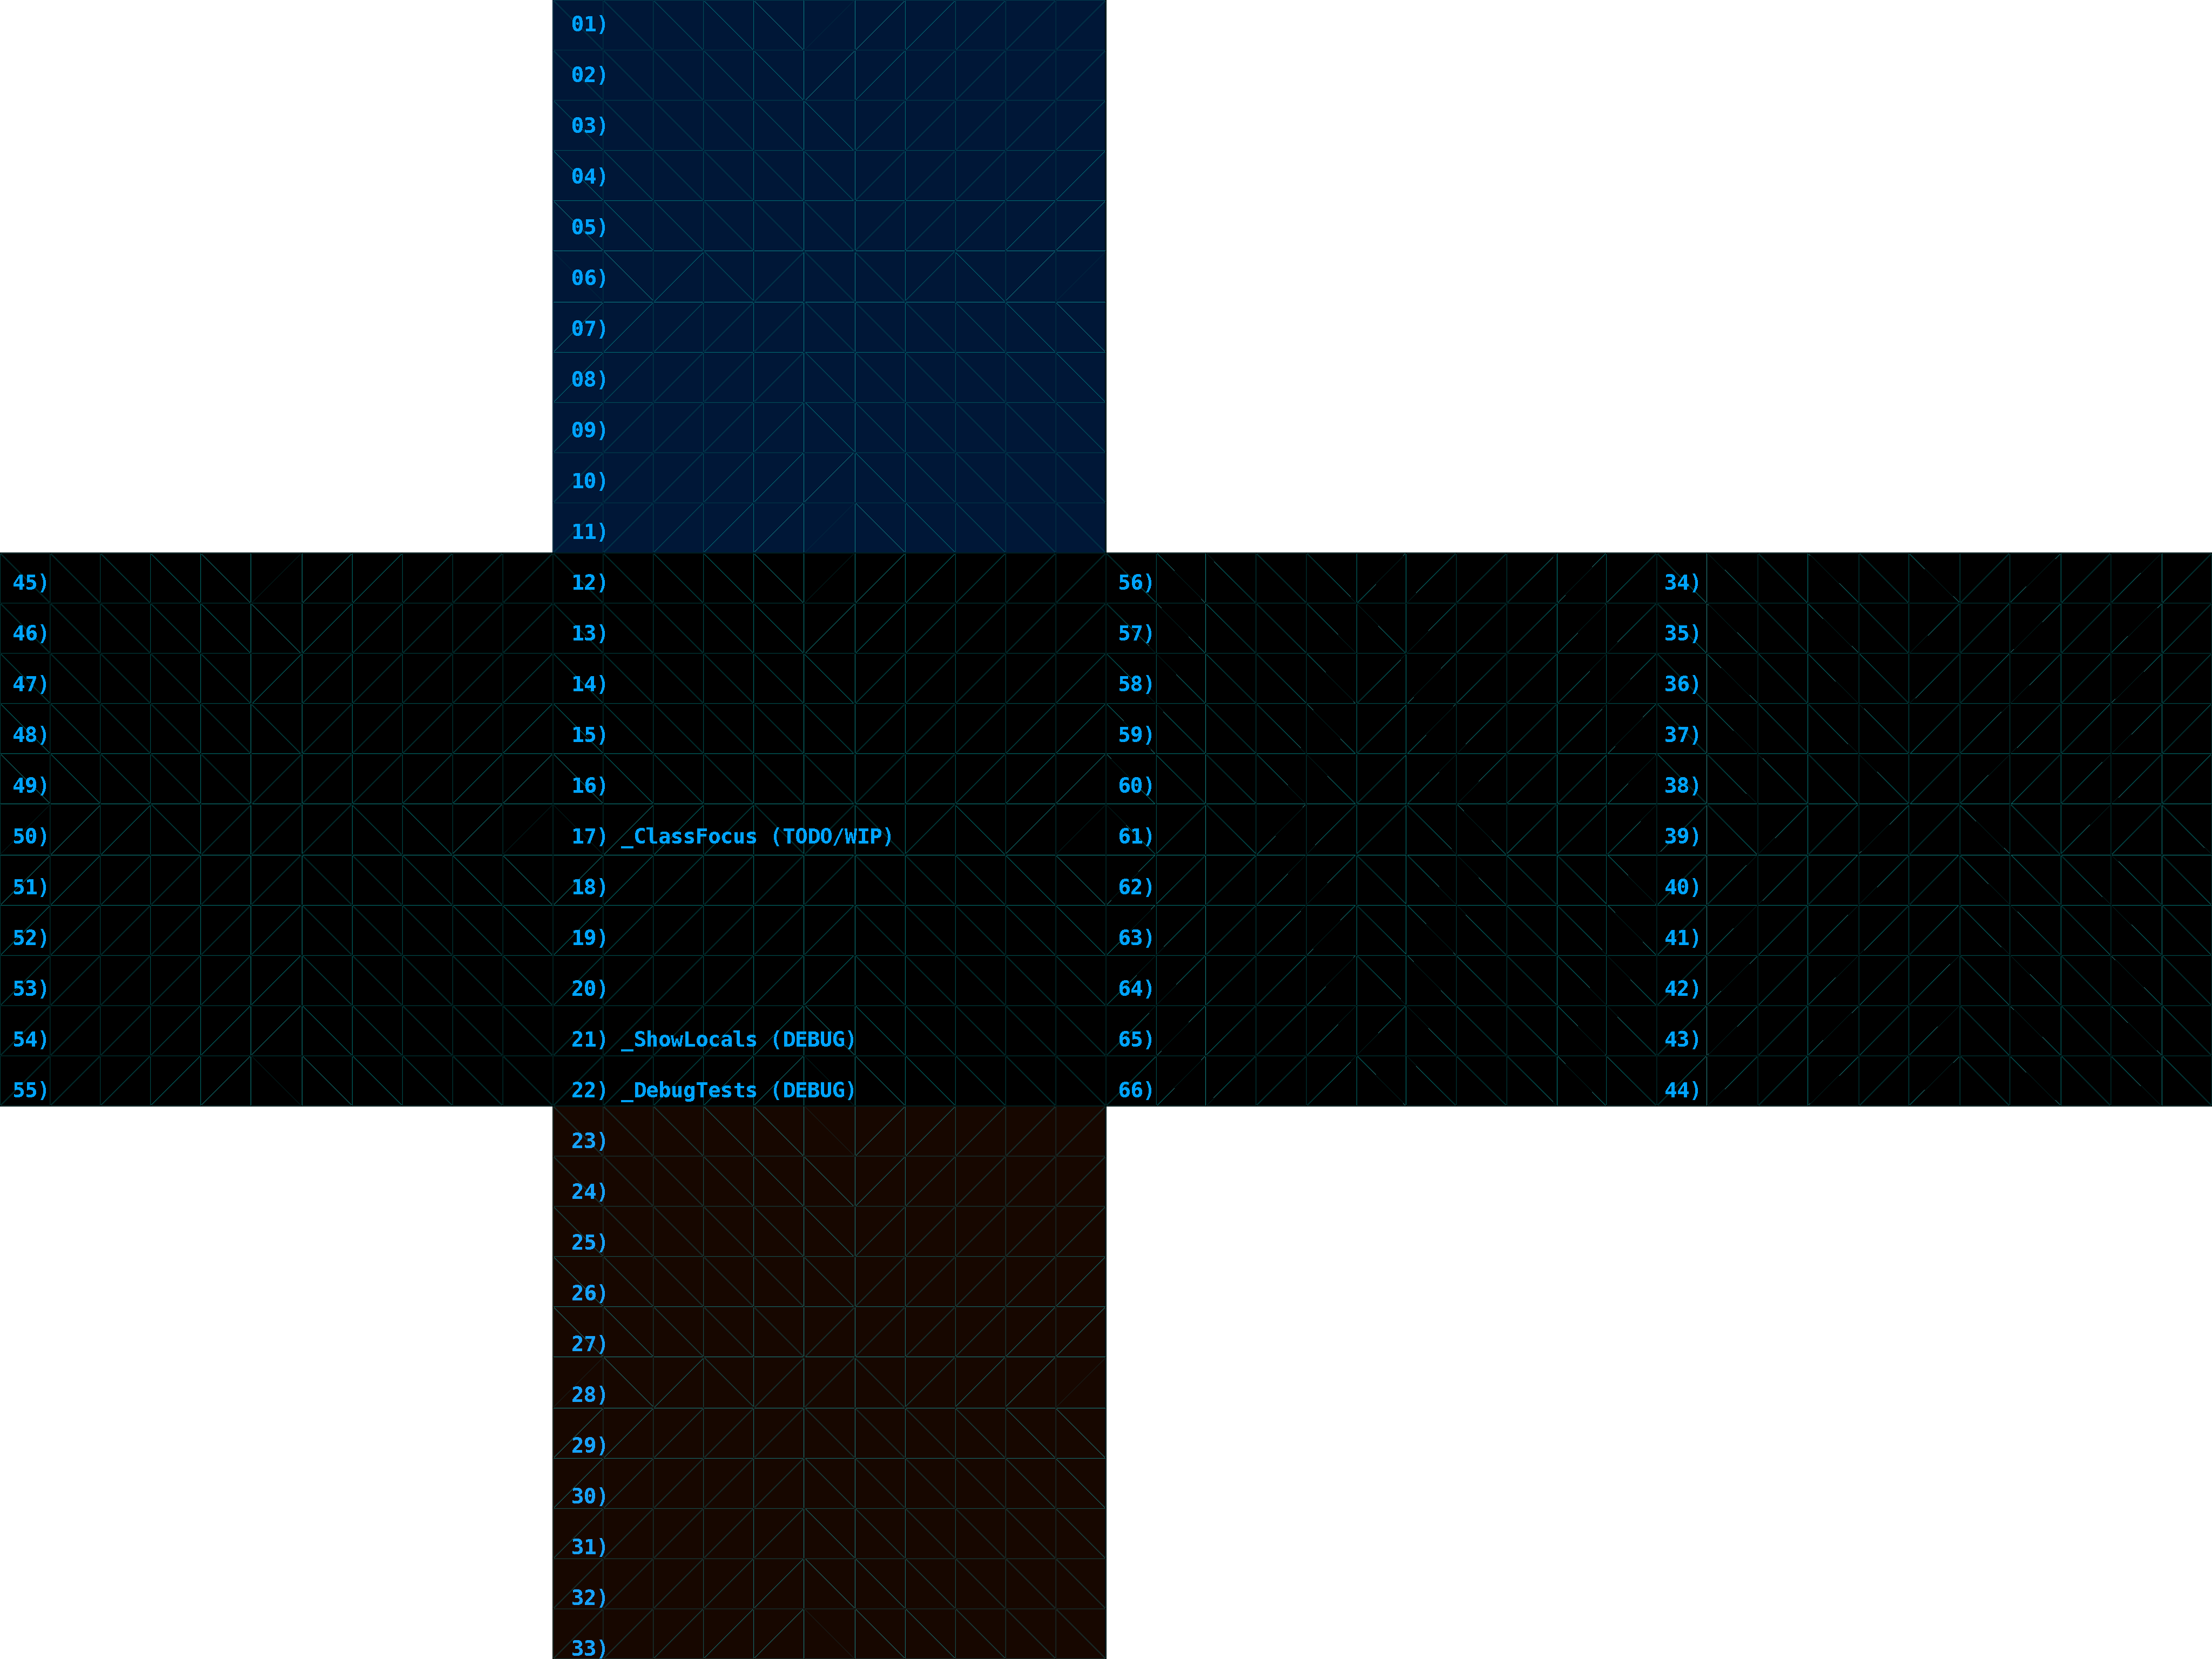 01)
02)
03)
04)
05)
06)
07)
08)
09)
10)
11)
45) 12) 56) 34)
46) 13) 57) 35)
47) 14) 58) 36)
48) 15) 59) 37)
49) 16) 60) 38)
50) 17) _ClassFocus (TODO/WIP) 61) 39)
51) 18) 62) 40)
52) 19) 63) 41)
53) 20) 64) 42)
54) 21) _ShowLocals (DEBUG) 65) 43)
55) 22) _DebugTests (DEBUG) 66) 44)
23)
24)
25)
26)
27)
28)
29)
30)
31)
32)
33)